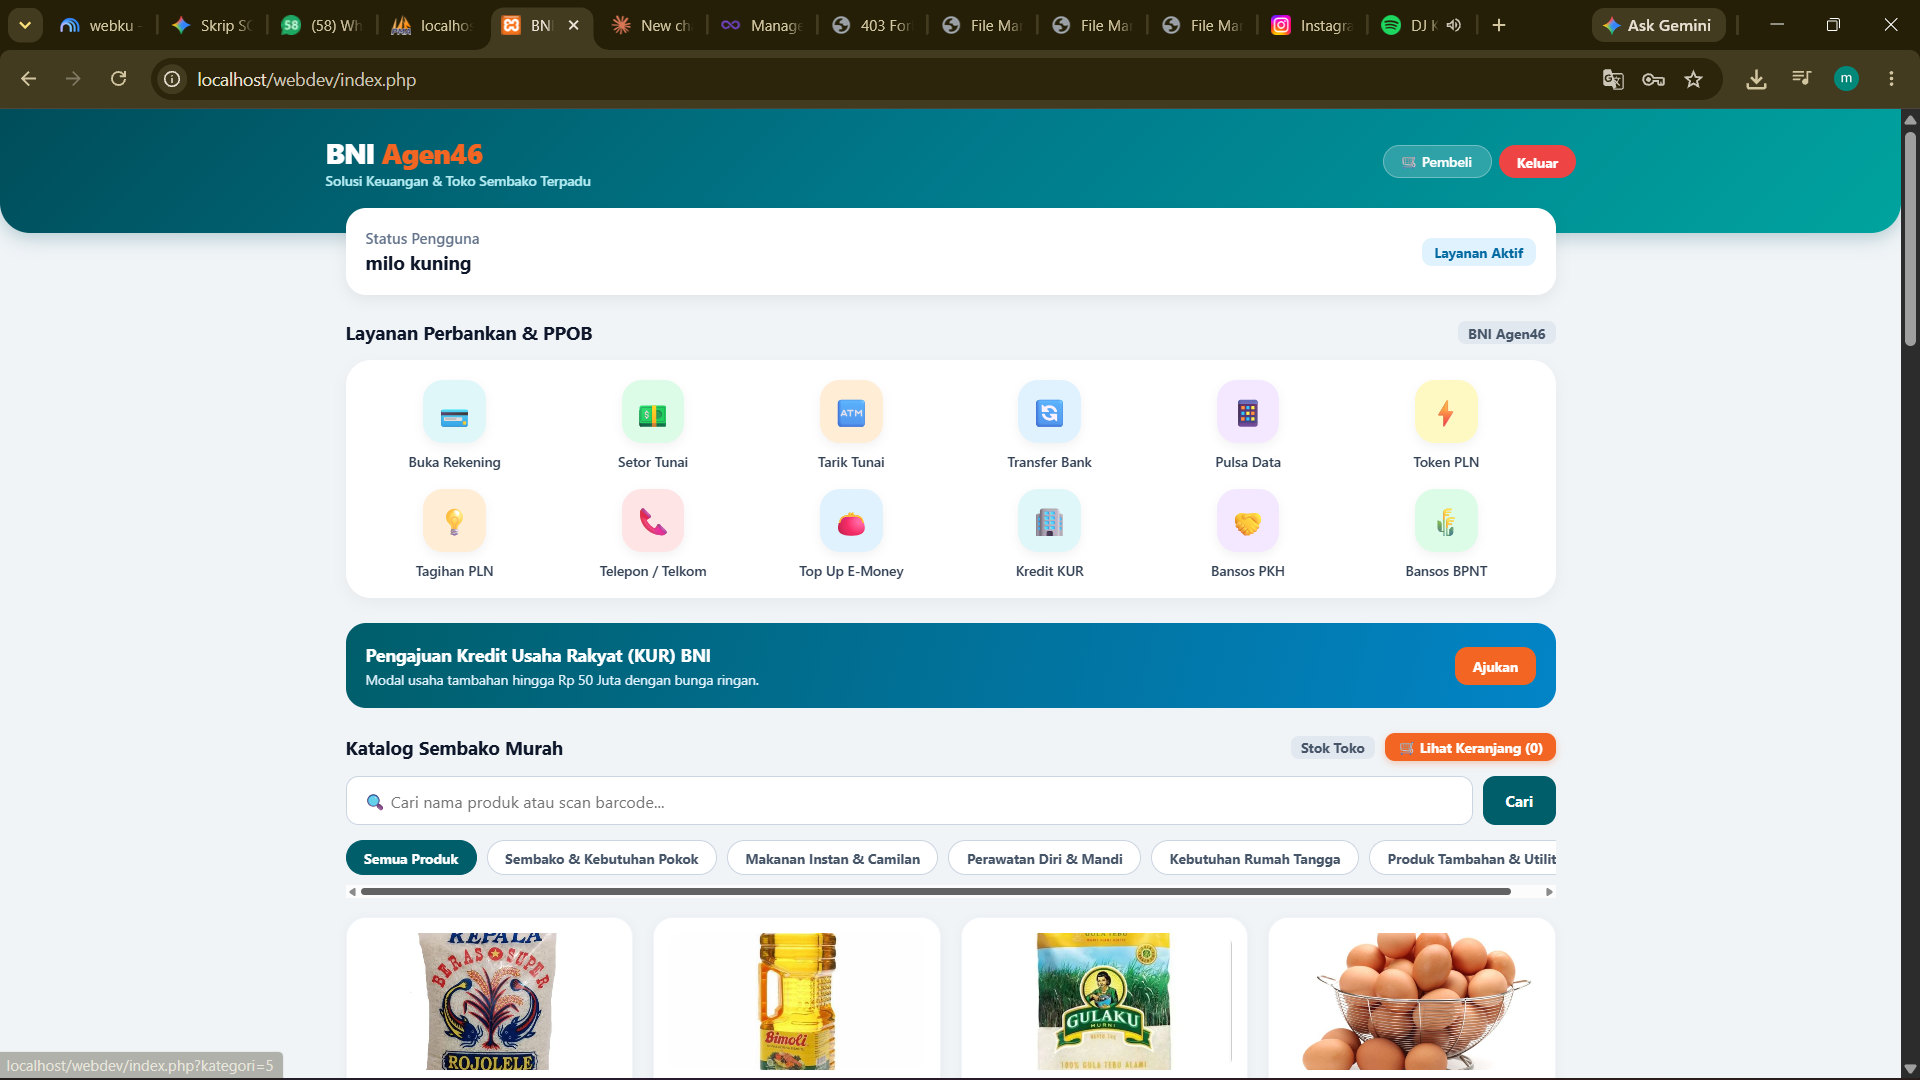 webku
Skrip S
(58) Wh
localho
BN
New ch
Manage
403 For
File Ma
File Ma
File Ma
Instagra
DJ K
Ask Gemini
localhost/webdev/index.php
m
BNI Agen46
Solusi Keuangan & Toko Sembako Terpadu
Pembeli
Keluar
Status Pengguna
milo kuning
Layanan Aktif
Layanan Perbankan & PPOB
BNI Agen46
ATM
Buka Rekening
Setor Tunai
Tarik Tunai
Transfer Bank
Pulsa Data
Token PLN
Tagihan PLN
Telepon / Telkom
Top Up E-Money
Kredit KUR
Bansos PKH
Bansos BPNT
Pengajuan Kredit Usaha Rakyat (KUR) BNI
Modal usaha tambahan hingga Rp 50 Juta dengan bunga ringan.
Ajukan
Katalog Sembako Murah
Stok Toko
Lihat Keranjang (0)
Cari nama produk atau scan barcode...
Cari
Semua Produk
Sembako & Kebutuhan Pokok
Makanan Instan & Camilan
Perawatan Diri & Mandi
Kebutuhan Rumah Tangga
Produk Tambahan & Utilit
KEPALA
BERAS SUPER
ROJOLELE
Bimoli
GULAKU
MURNI
100% GULA TEBU ALAMI
localhost/webdev/index.php?kategori=5